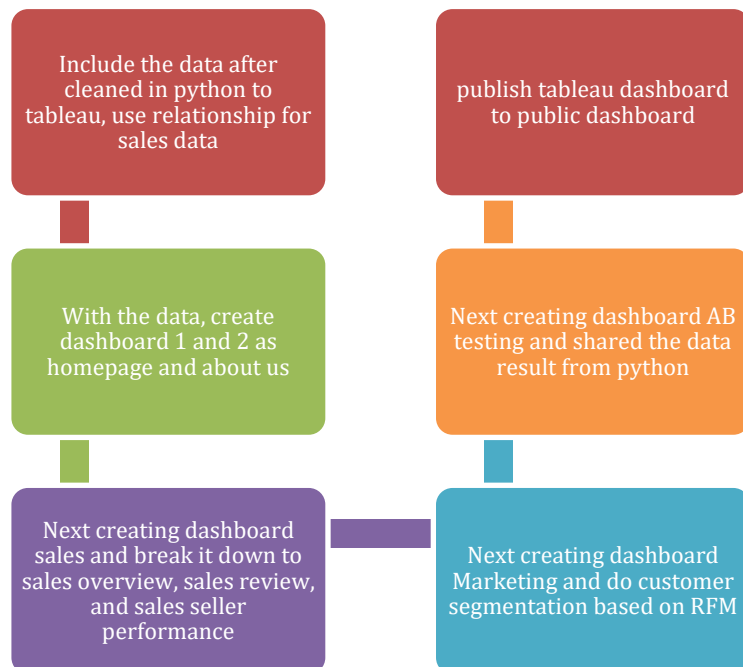 Include the data after
cleaned in python to
tableau, use relationship for
sales data
With the data, create
dashboard 1 and 2 as
homepage and about us
Next creating dashboard
sales and break it down to
sales overview, sales review,
and sales seller
performance
Next creating dashboard
Marketing and do customer
segmentation based on RFM
Next creating dashboard AB
testing and shared the data
result from python
publish tableau dashboard
to public dashboard